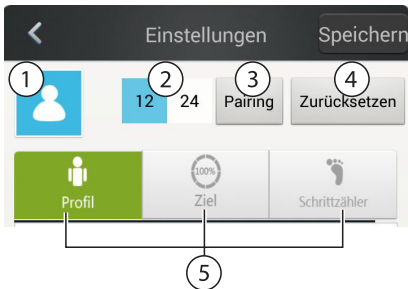 Einstellungen Speichern
1 2 3 4
12 24 Pairing Zurücksetzen
100%
Profil Ziel Schrittzähler
5